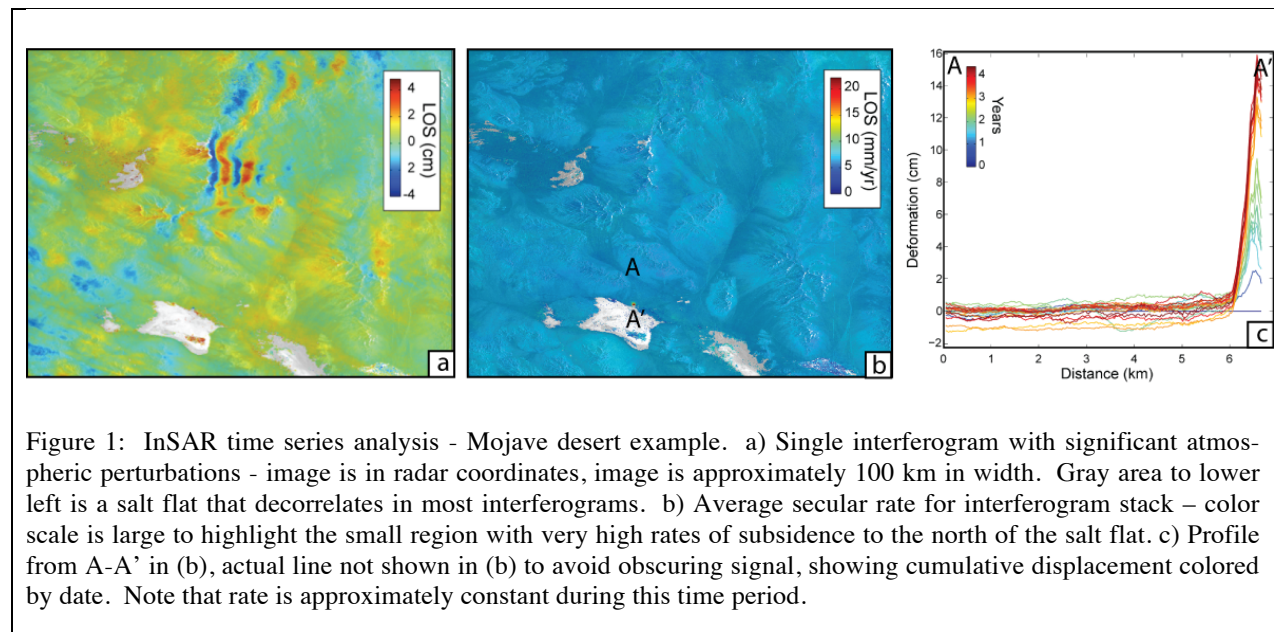 4
2
0
2
-4
LOS (cm)
a
20
15
10
5
0
LOS (mm/yr)
A
A'
b
16
14
12
10
8
6
4
2
0
−2
Deformation (cm)
A
4
3
2
1
0
Years
A'
c
0 1 2 3 4 5 6 7
Distance (km)
Figure 1: InSAR time series analysis - Mojave desert example. a) Single interferogram with significant atmos-
pheric perturbations - image is in radar coordinates, image is approximately 100 km in width. Gray area to lower
left is a salt flat that decorrelates in most interferograms. b) Average secular rate for interferogram stack – color
scale is large to highlight the small region with very high rates of subsidence to the north of the salt flat. c) Profile
from A-A' in (b), actual line not shown in (b) to avoid obscuring signal, showing cumulative displacement colored
by date. Note that rate is approximately constant during this time period.